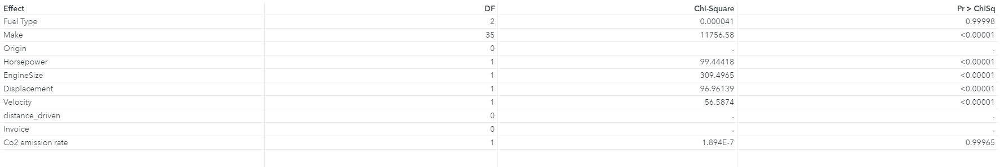 Effect DF Chi-Square Pr > ChiSq
Fuel Type 2 0.000041 0.99998
Make 35 11756.58 <0.00001
Origin 0 . .
Horsepower 1 99.44418 <0.00001
EngineSize 1 309.4965 <0.00001
Displacement 1 96.96139 <0.00001
Velocity 1 56.5874 <0.00001
distance_driven 0 . .
Invoice 0 . .
Co2 emission rate 1 1.894E-7 0.99965